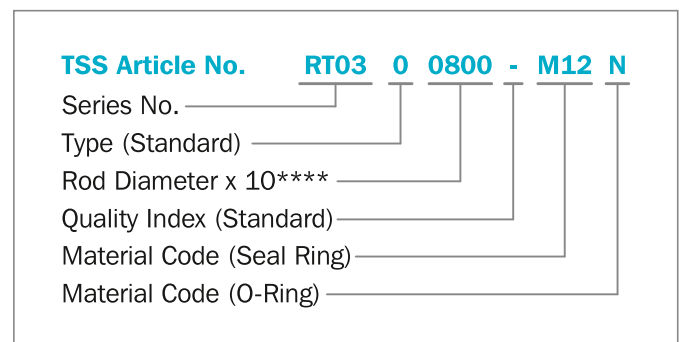 TSS Article No. RT03 0 0800 - M12 N
Series No.
Type (Standard)
Rod Diameter x 10****
Quality Index (Standard)
Material Code (Seal Ring)
Material Code (O-Ring)